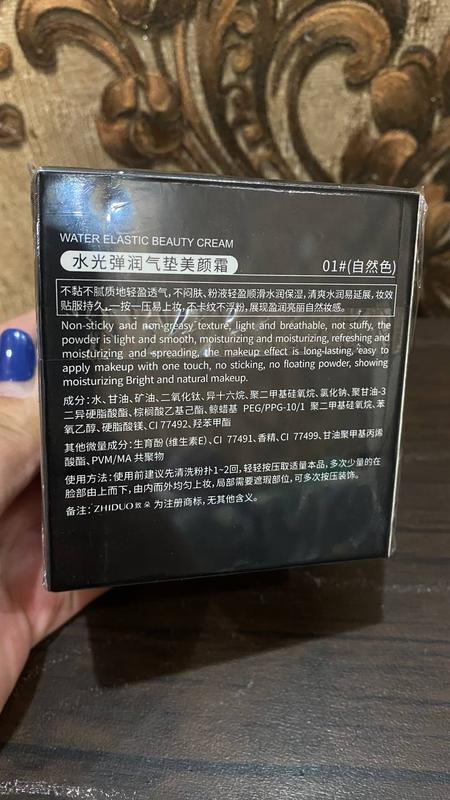 WATER ELASTIC BEAUTY CREAM
水光弹润气垫美颜霜 01#(自然色)
不黏不腻质地轻盈透气，不闷肤、粉液轻盈顺滑水润保湿，清爽水润易延展，妆效
贴服持久，一按一压易上妆，不卡纹不浮粉，展现盈润亮丽自然妆感。
Non-sticky and non-greasy texture, light and breathable, not stuffy, the
powder is light and smooth, moisturizing and moisturizing, refreshing and
moisturizing and spreading, the makeup effect is long-lasting, easy to
apply makeup with one touch, no sticking, no floating powder, showing
moisturizing Bright and natural makeup.
成分：水、甘油、矿油、二氧化钛、异十六烷、聚二甲基硅氧烷、氯化钠、聚甘油-3
二异硬脂酸酯、棕榈酸乙基己酯、鲸蜡基 PEG/PPG-10/1 聚二甲基硅氧烷、苯
氧乙醇、硬脂酸镁、CI 77492、羟苯甲酯
其他微量成分：生育酚(维生素E)、CI 77491、香精、CI 77499、甘油聚甲基丙烯
酸酯、PVM/MA 共聚物
使用方法：使用前建议先清洗粉扑1~2回，轻轻按压取适量本品，多次少量的在
脸部由上而下，由内而外均匀上妆，局部需要遮瑕部位，可多次按压装饰。
备注：ZHIDUO致朵 为注册商标，无其他含义。